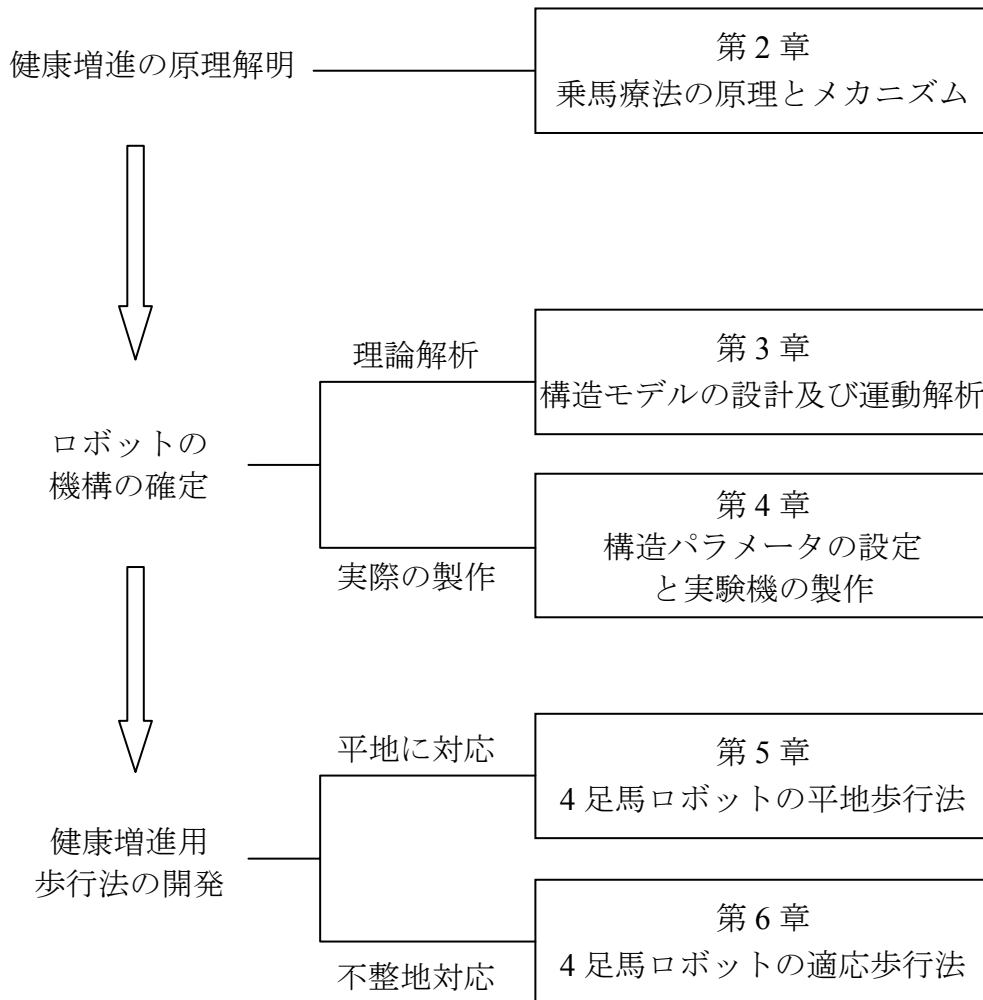 健康増進の原理解明
第 2 章
乗馬療法の原理とメカニズム
理論解析
第 3 章
構造モデルの設計及び運動解析
ロボットの
機構の確定
第 4 章
構造パラメータの設定
と実験機の製作
実際の製作
平地に対応
第 5 章
4 足馬ロボットの平地歩行法
健康増進用
歩行法の開発
第 6 章
4 足馬ロボットの適応歩行法
不整地対応